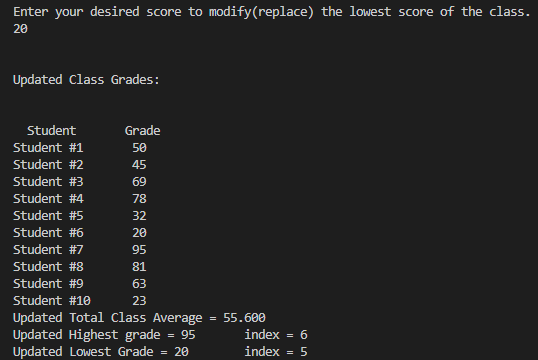 Enter your desired score to modify(replace) the lowest score of the class.
20
Updated Class Grades:
Student Grade
Student #1 50
Student #2 45
Student #3 69
Student #4 78
Student #5 32
Student #6 20
Student #7 95
Student #8 81
Student #9 63
Student #10 23
Updated Total Class Average = 55.600
Updated Highest grade = 95 index = 6
Updated Lowest Grade = 20 index = 5